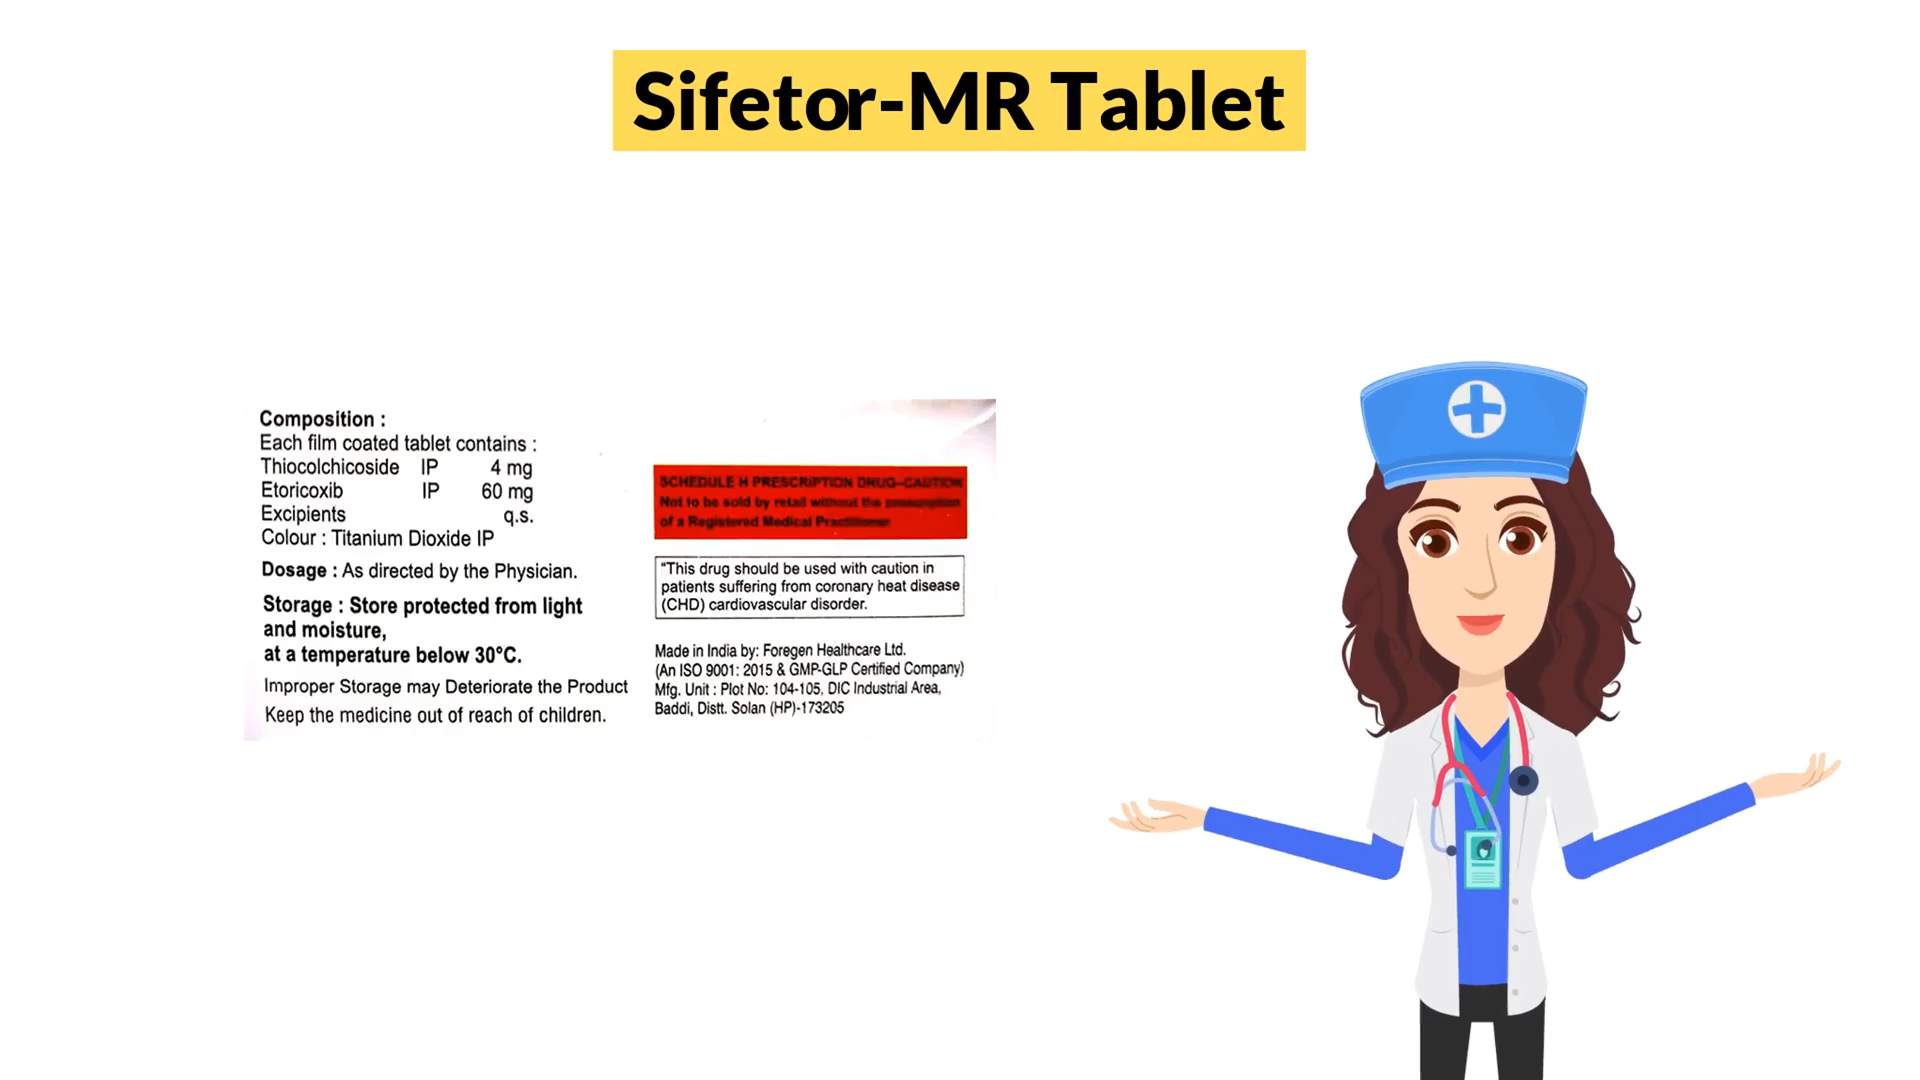 Sifetor-MR Tablet
Composition :
Each film coated tablet contains :
Thiocolchicoside IP 4 mg
Etoricoxib IP 60 mg
Excipients q.s.
Colour : Titanium Dioxide IP
Dosage : As directed by the Physician.
Storage : Store protected from light
and moisture,
at a temperature below 30°C.
Improper Storage may Deteriorate the Product
Keep the medicine out of reach of children.
SCHEDULE H PRESCRIPTION DRUG–CAUTION
Not to be sold by retail without the prescription
of a Registered Medical Practitioner
"This drug should be used with caution in
patients suffering from coronary heat disease
(CHD) cardiovascular disorder.
Made in India by: Foregen Healthcare Ltd.
(An ISO 9001: 2015 & GMP-GLP Certified Company)
Mfg. Unit : Plot No: 104-105, DIC Industrial Area,
Baddi, Distt. Solan (HP)-173205